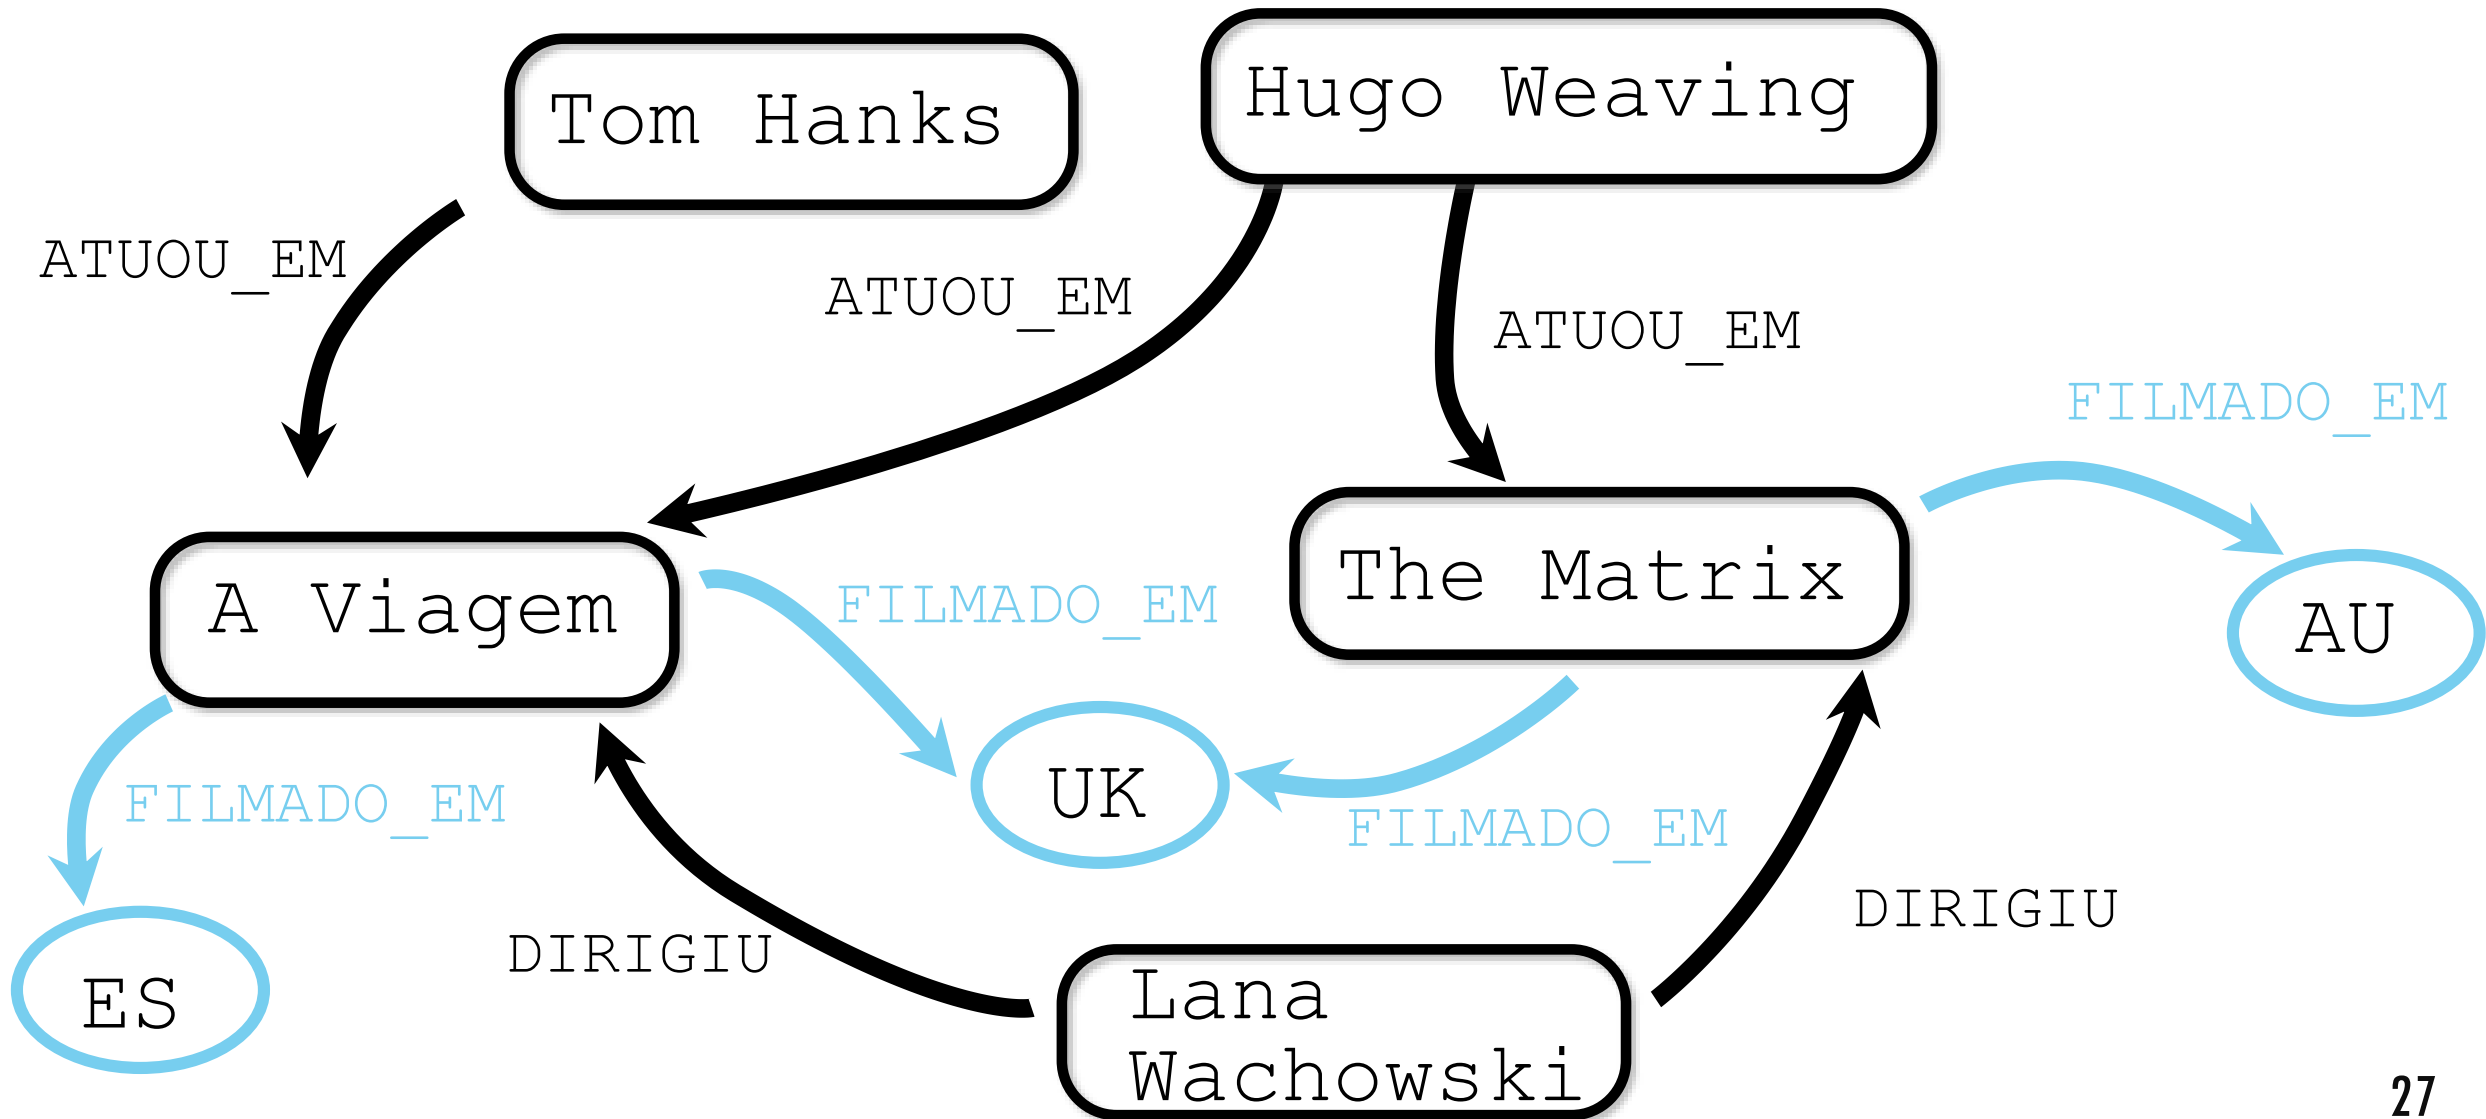 Hugo Weaving
Tom Hanks
ATUOU_EM
ATUOU_EM
ATUOU_EM
FILMADO_EM
The Matrix
A Viagem
FILMADO_EM
AU
UK
FILMADO_EM
FILMADO_EM
DIRIGIU
DIRIGIU
ES
Lana
Wachowski
27